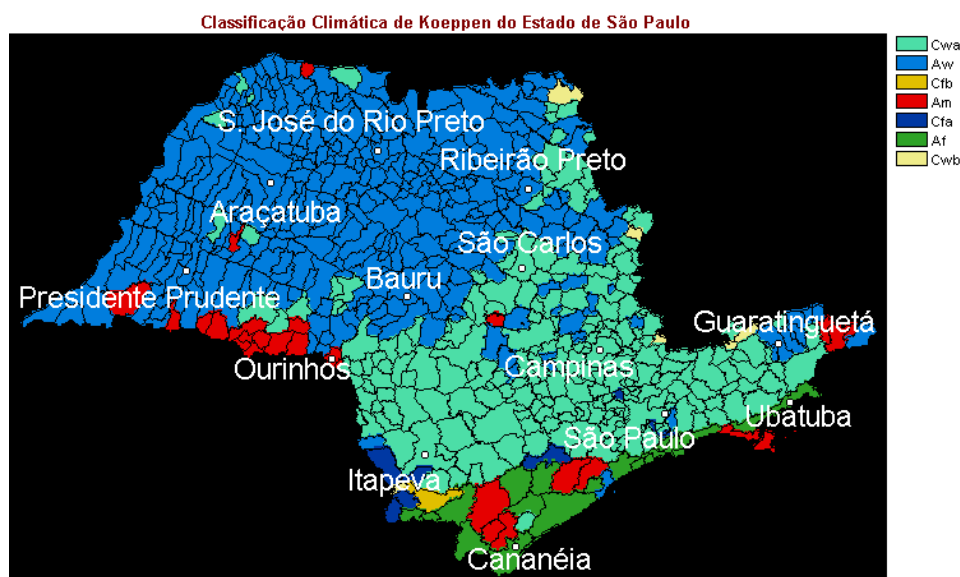 Classificação Climática de Koeppen do Estado de São Paulo
Cwa
Aw
Cfb
Am
Cfa
Af
Cwb
S. José do Rio Preto
Ribeirão Preto
Araçatuba
São Carlos
Bauru
Presidente Prudente
Guaratinguetá
Ourinhos
Campinas
Ubatuba
São Paulo
Itapeva
Cananéia